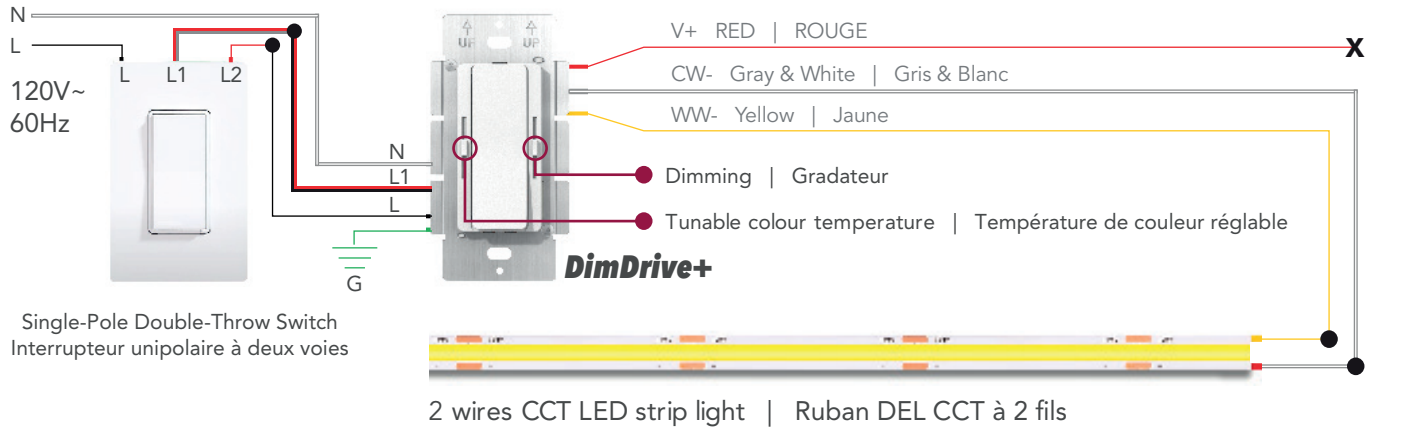 N
L
120V~
60Hz
L L1 L2
UP UP
V+ RED | ROUGE
X
CW- Gray & White | Gris & Blanc
WW- Yellow | Jaune
N
L1
L
G
Dimming | Gradateur
Tunable colour temperature | Température de couleur réglable
DimDrive+
Single-Pole Double-Throw Switch
Interrupteur unipolaire à deux voies
2 wires CCT LED strip light | Ruban DEL CCT à 2 fils